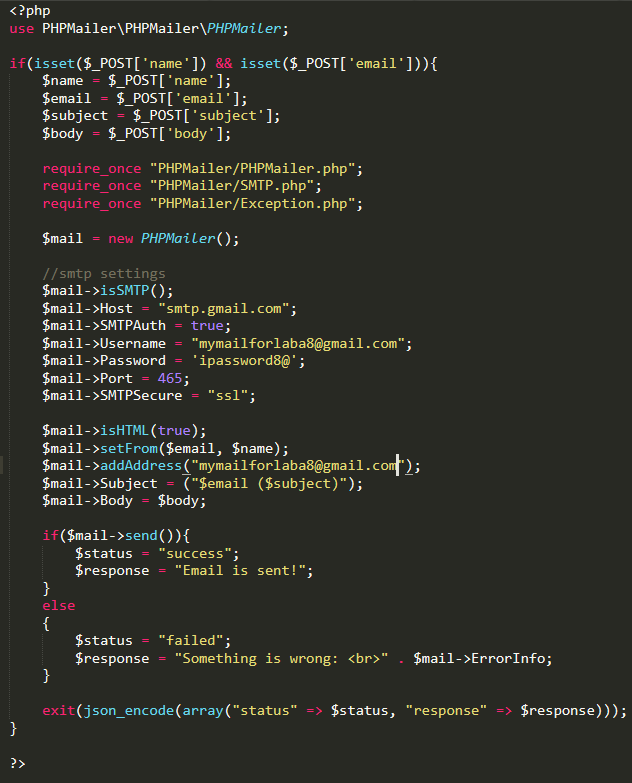 <?php
use PHPMailer\PHPMailer\PHPMailer;

if(isset($_POST['name']) && isset($_POST['email'])){
    $name = $_POST['name'];
    $email = $_POST['email'];
    $subject = $_POST['subject'];
    $body = $_POST['body'];

    require_once "PHPMailer/PHPMailer.php";
    require_once "PHPMailer/SMTP.php";
    require_once "PHPMailer/Exception.php";

    $mail = new PHPMailer();

    //smtp settings
    $mail->isSMTP();
    $mail->Host = "smtp.gmail.com";
    $mail->SMTPAuth = true;
    $mail->Username = "mymailforlaba8@gmail.com";
    $mail->Password = 'ipassword8@';
    $mail->Port = 465;
    $mail->SMTPSecure = "ssl";

    $mail->isHTML(true);
    $mail->setFrom($email, $name);
    $mail->addAddress("mymailforlaba8@gmail.com");
    $mail->Subject = ("$email ($subject)");
    $mail->Body = $body;

    if($mail->send()){
        $status = "success";
        $response = "Email is sent!";
    }
    else
    {
        $status = "failed";
        $response = "Something is wrong: <br>" . $mail->ErrorInfo;
    }

    exit(json_encode(array("status" => $status, "response" => $response)));
}

?>